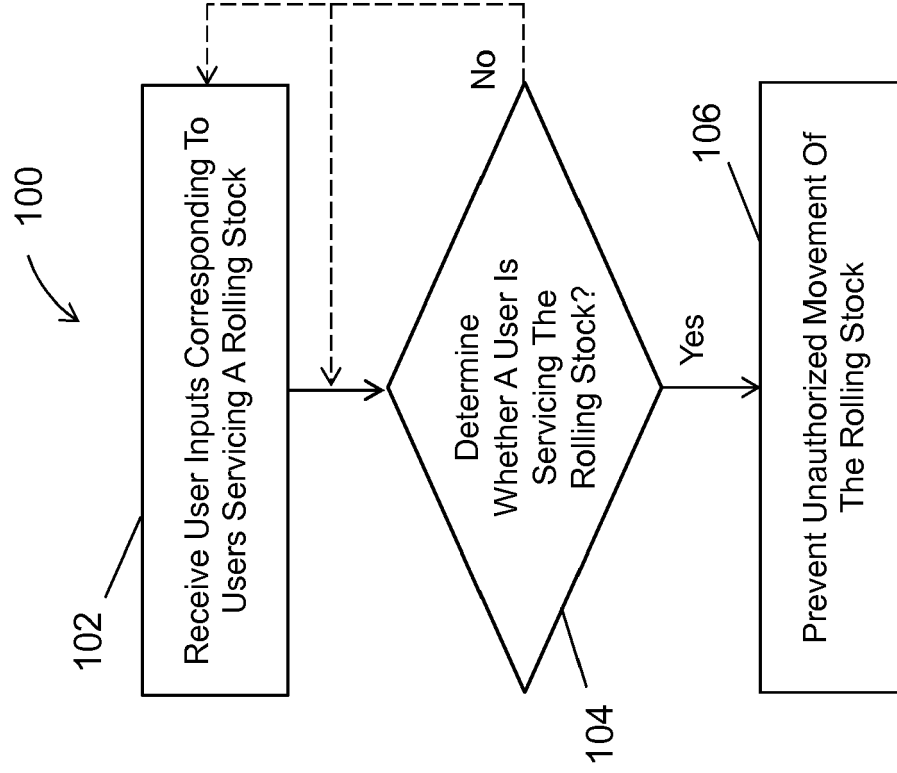 100
102
Receive User Inputs Corresponding To
Users Servicing A Rolling Stock
No
Determine
Whether A User Is
Servicing The
Rolling Stock?
104
Yes
106
Prevent Unauthorized Movement Of
The Rolling Stock